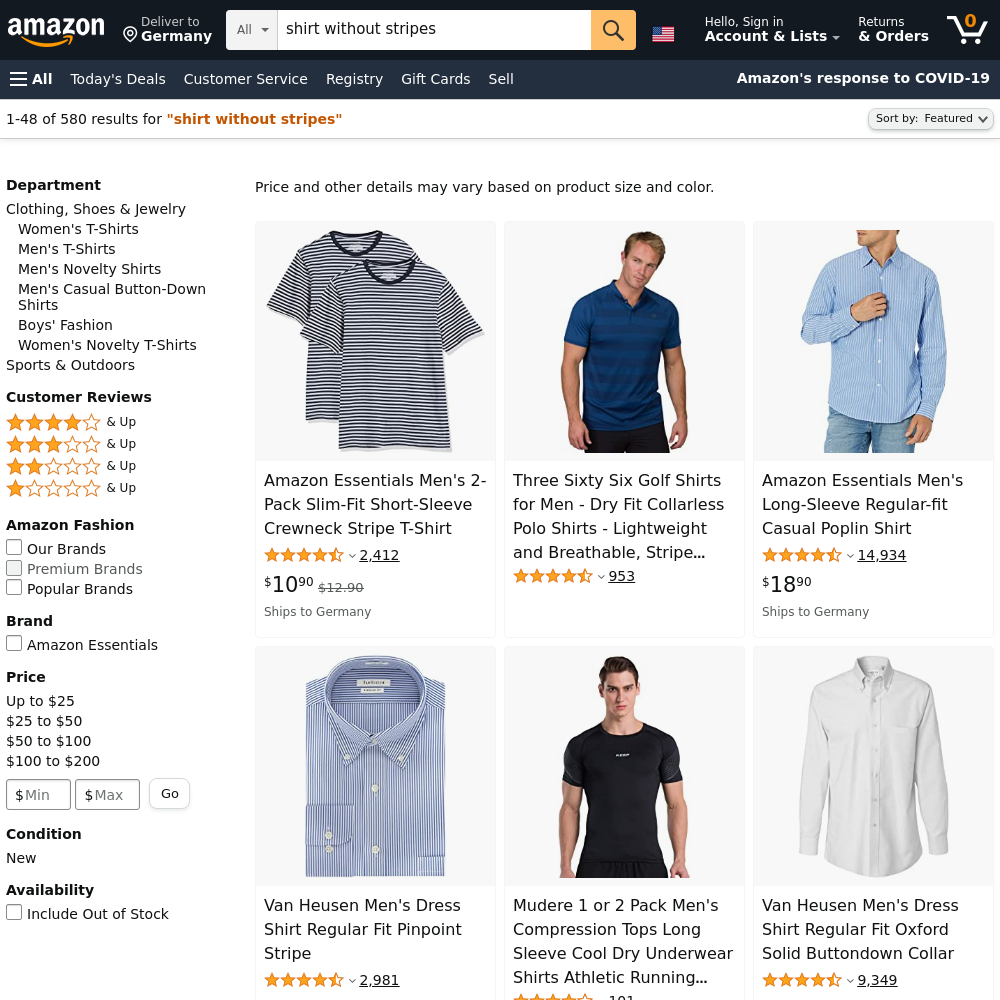 amazon
Deliver to
Germany
All
shirt without stripes
Hello, Sign in
Account & Lists
Returns
& Orders
0
All
Today's Deals
Customer Service
Registry
Gift Cards
Sell
Amazon's response to COVID-19
1-48 of 580 results for "shirt without stripes"
Sort by: Featured
Department
Clothing, Shoes & Jewelry
Women's T-Shirts
Men's T-Shirts
Men's Novelty Shirts
Men's Casual Button-Down
Shirts
Boys' Fashion
Women's Novelty T-Shirts
Sports & Outdoors
Customer Reviews
& Up
& Up
& Up
& Up
Amazon Fashion
Our Brands
Premium Brands
Popular Brands
Brand
Amazon Essentials
Price
Up to $25
$25 to $50
$50 to $100
$100 to $200
$ Min
$ Max
Go
Condition
New
Availability
Include Out of Stock
Price and other details may vary based on product size and color.
Amazon Essentials Men's 2-
Pack Slim-Fit Short-Sleeve
Crewneck Stripe T-Shirt
2,412
$10 90 $12.90
Ships to Germany
Three Sixty Six Golf Shirts
for Men - Dry Fit Collarless
Polo Shirts - Lightweight
and Breathable, Stripe…
953
Amazon Essentials Men's
Long-Sleeve Regular-fit
Casual Poplin Shirt
14,934
$18 90
Ships to Germany
Van Heusen Men's Dress
Shirt Regular Fit Pinpoint
Stripe
2,981
Mudere 1 or 2 Pack Men's
Compression Tops Long
Sleeve Cool Dry Underwear
Shirts Athletic Running…
101
Van Heusen Men's Dress
Shirt Regular Fit Oxford
Solid Buttondown Collar
9,349